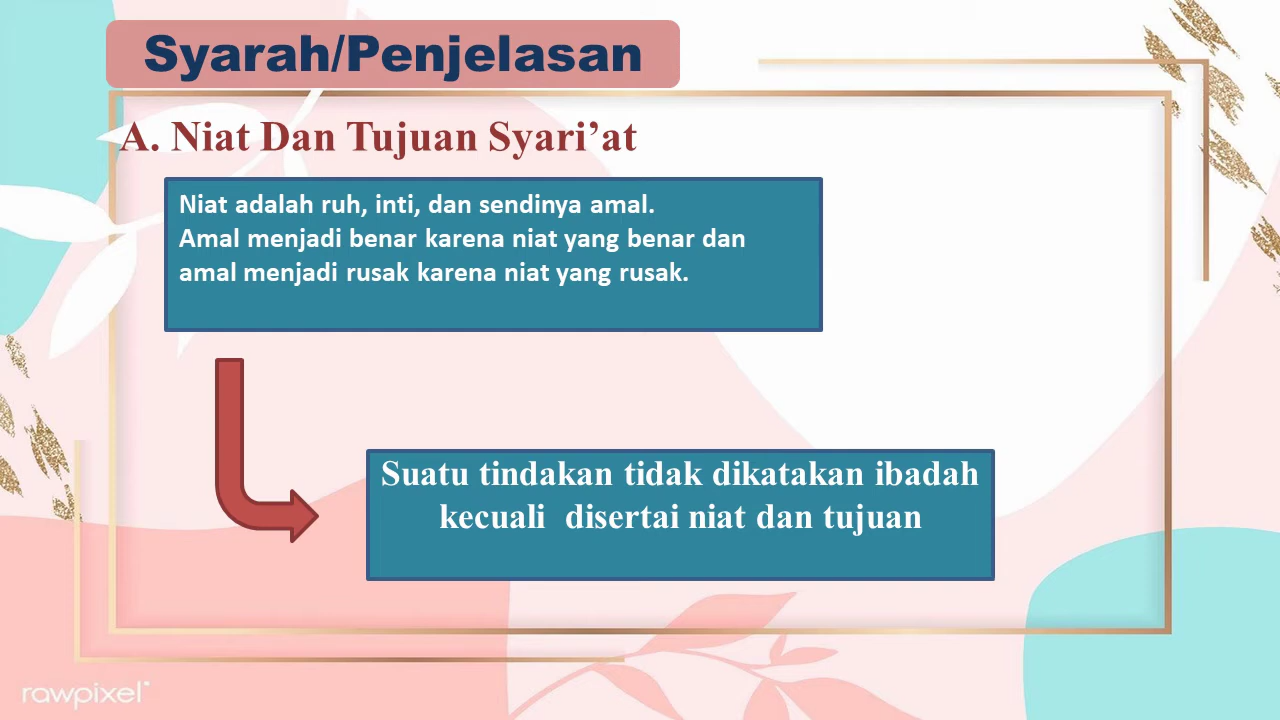 Syarah/Penjelasan
A. Niat Dan Tujuan Syari’at
Niat adalah ruh, inti, dan sendinya amal.
Amal menjadi benar karena niat yang benar dan
amal menjadi rusak karena niat yang rusak.
Suatu tindakan tidak dikatakan ibadah
kecuali  disertai niat dan tujuan
rawpixel